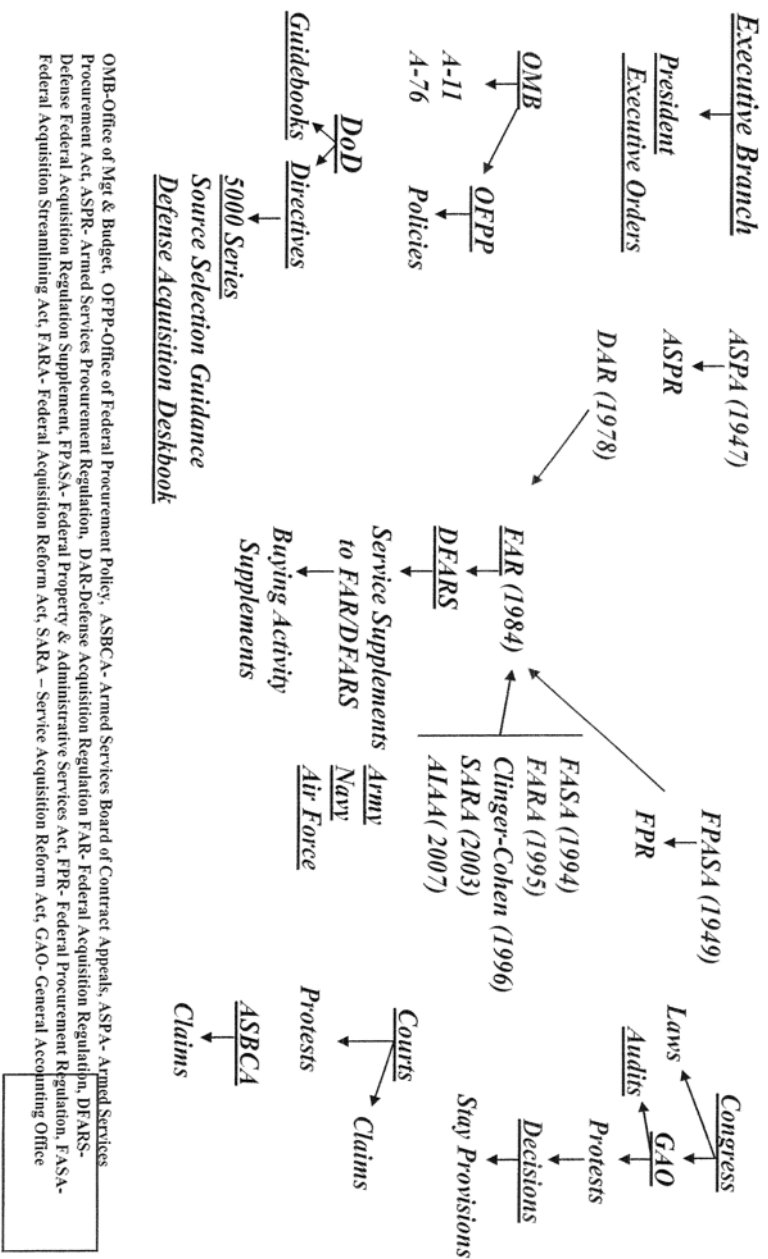 Executive Branch
President
Executive Orders
OMB
A-11
A-76
OFPP
Policies
DoD
Guidebooks
Directives
5000 Series
Source Selection Guidance
Defense Acquisition Deskbook
ASPA (1947)
ASPR
DAR (1978)
FAR (1984)
DFARS
Service Supplements
to FAR/DFARS
Buying Activity
Supplements
Army
Navy
Air Force
FPASA (1949)
FPR
FASA (1994)
FARA (1995)
Clinger-Cohen (1996)
SARA (2003)
AIAA( 2007)
Congress
Laws
GAO
Audits
Protests
Decisions
Stay Provisions
Courts
Protests
Claims
ASBCA
Claims
OMB-Office of Mgt & Budget, OFPP-Office of Federal Procurement Policy, ASBCA- Armed Services Board of Contract Appeals, ASPA- Armed Services
Procurement Act, ASPR- Armed Services Procurement Regulation, DAR-Defense Acquisition Regulation FAR- Federal Acquisition Regulation, DFARS-
Defense Federal Acquisition Regulation Supplement, FPASA- Federal Property & Administrative Services Act, FPR- Federal Procurement Regulation, FASA-
Federal Acquisition Streamlining Act, FARA- Federal Acquisition Reform Act, SARA – Service Acquisition Reform Act, GAO- General Accounting Office